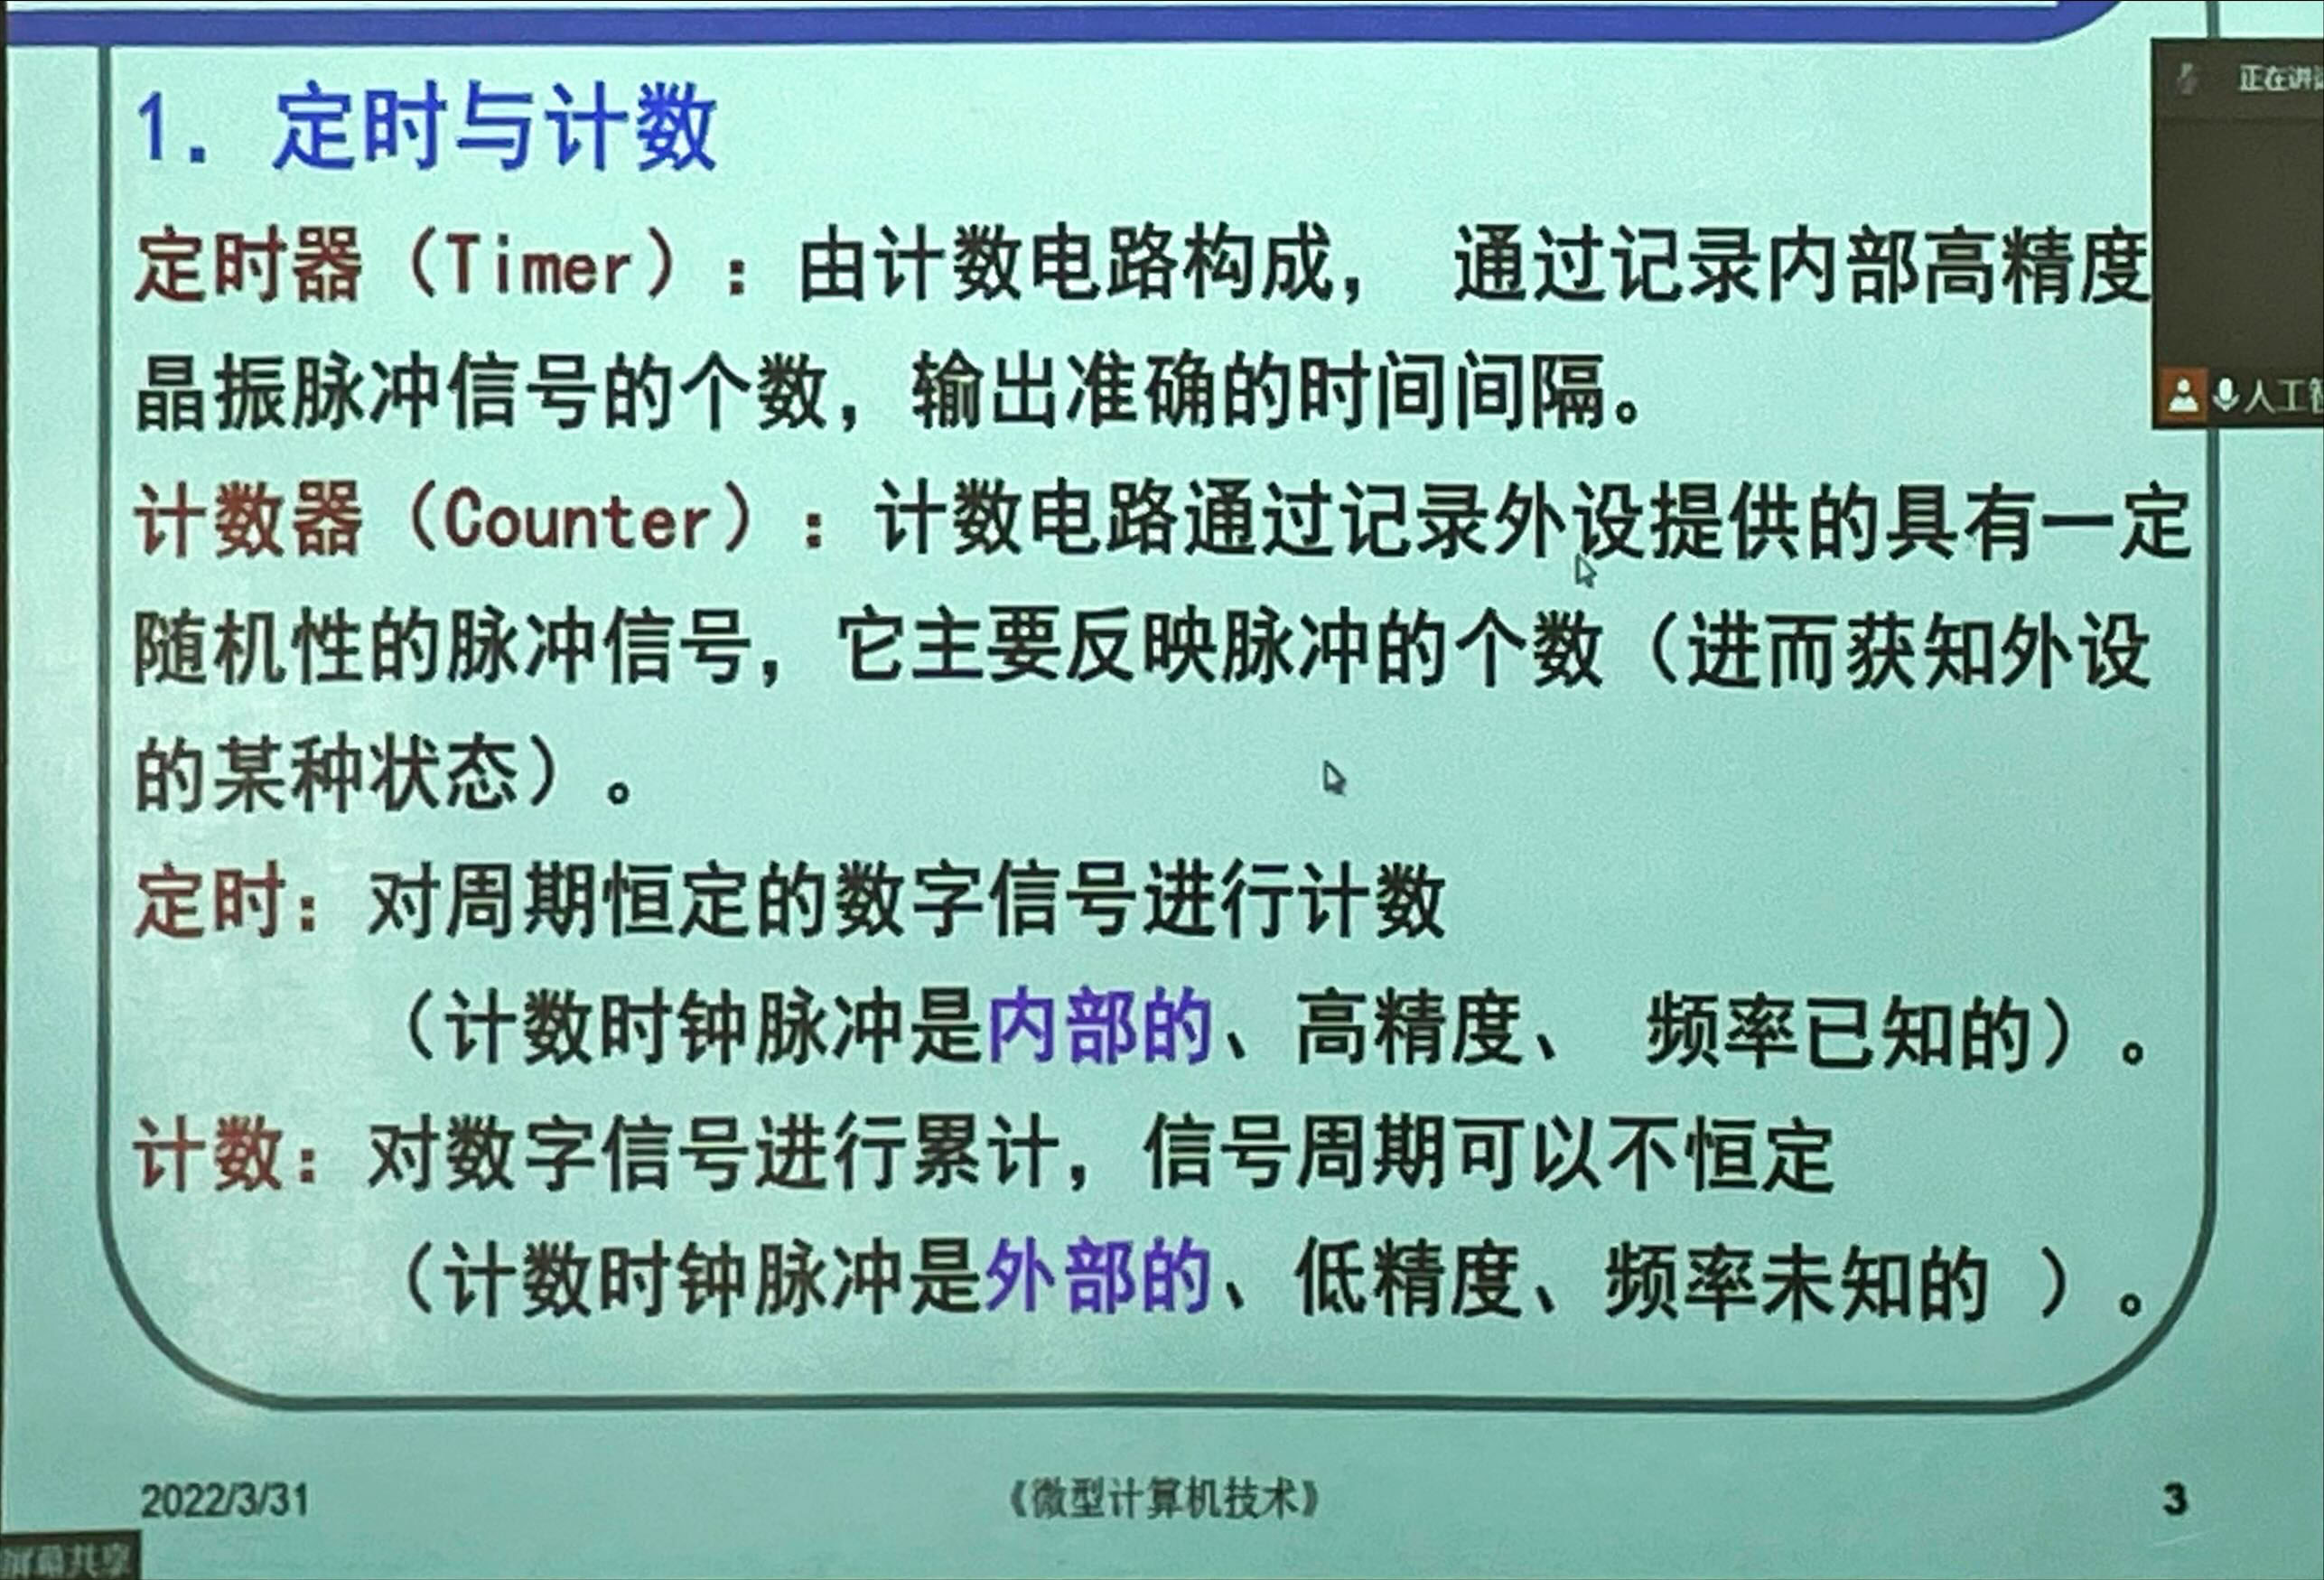 1. 定时与计数
定时器（Timer）：由计数电路构成， 通过记录内部高精度
晶振脉冲信号的个数，输出准确的时间间隔。
计数器（Counter）：计数电路通过记录外设提供的具有一定
随机性的脉冲信号，它主要反映脉冲的个数（进而获知外设
的某种状态）。
定时：对周期恒定的数字信号进行计数
（计数时钟脉冲是内部的、高精度、 频率已知的）。
计数：对数字信号进行累计，信号周期可以不恒定
（计数时钟脉冲是外部的、低精度、频率未知的 ）。
正在讲
人工
2022/3/31
《微型计算机技术》
3
屏幕共享